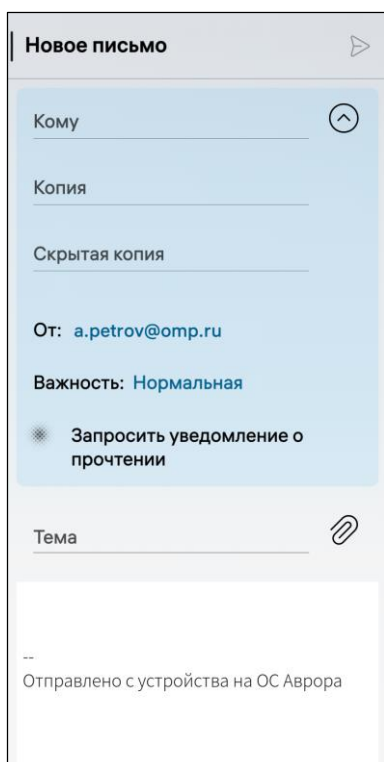 Новое письмо
Кому
Копия
Скрытая копия
От: a.petrov@omp.ru
Важность: Нормальная
Запросить уведомление о
прочтении
Тема
--
Отправлено с устройства на ОС Аврора